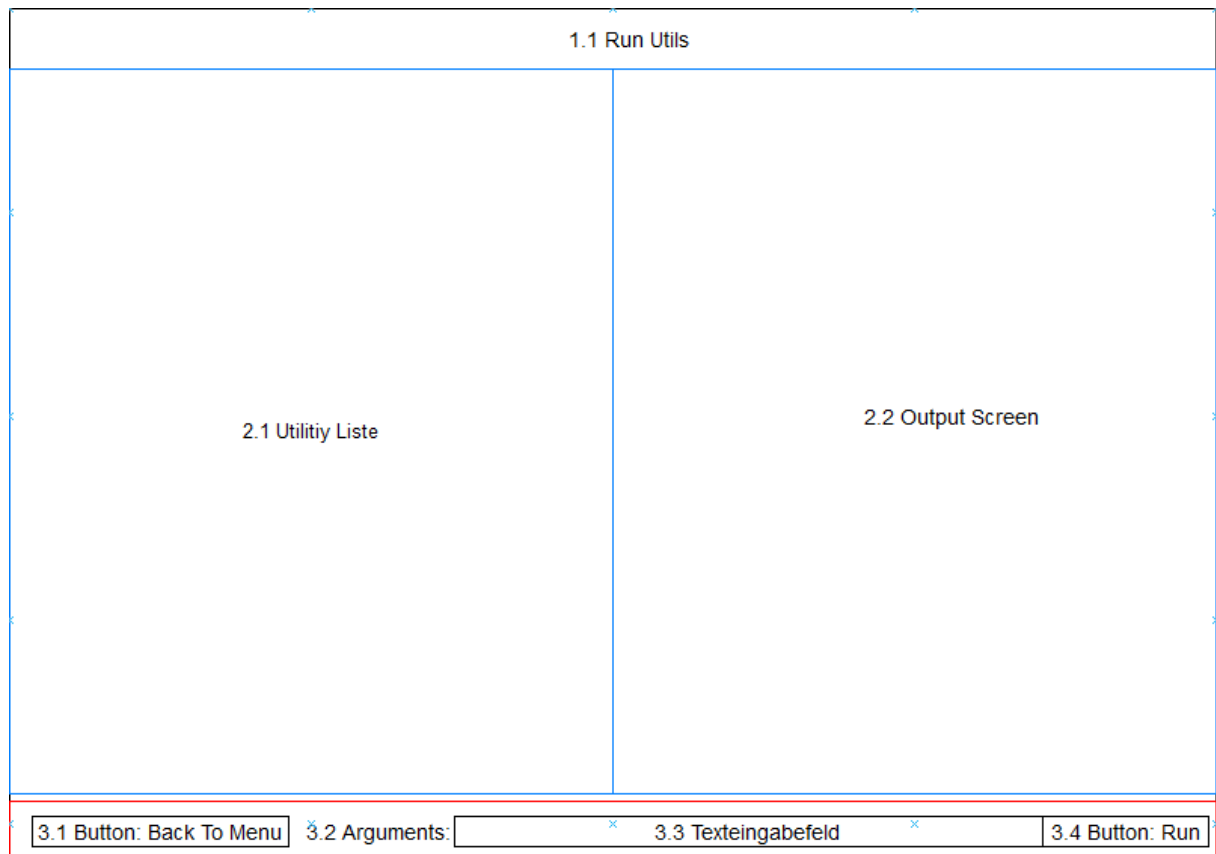 1.1 Run Utils
2.1 Utilitiy Liste
2.2 Output Screen
3.1 Button: Back To Menu
3.2 Arguments:
3.3 Texteingabefeld
3.4 Button: Run